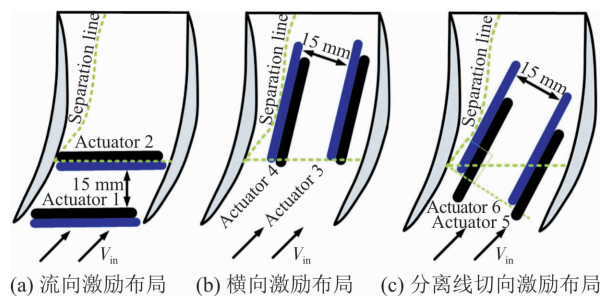 Separation line
Actuator 2
15 mm
Actuator 1
V_in
(a) 流向激励布局
Separation line
15 mm
Actuator 4
Actuator 3
V_in
(b) 横向激励布局
Separation line
15 mm
Actuator 6
Actuator 5
V_in
(c) 分离线切向激励布局